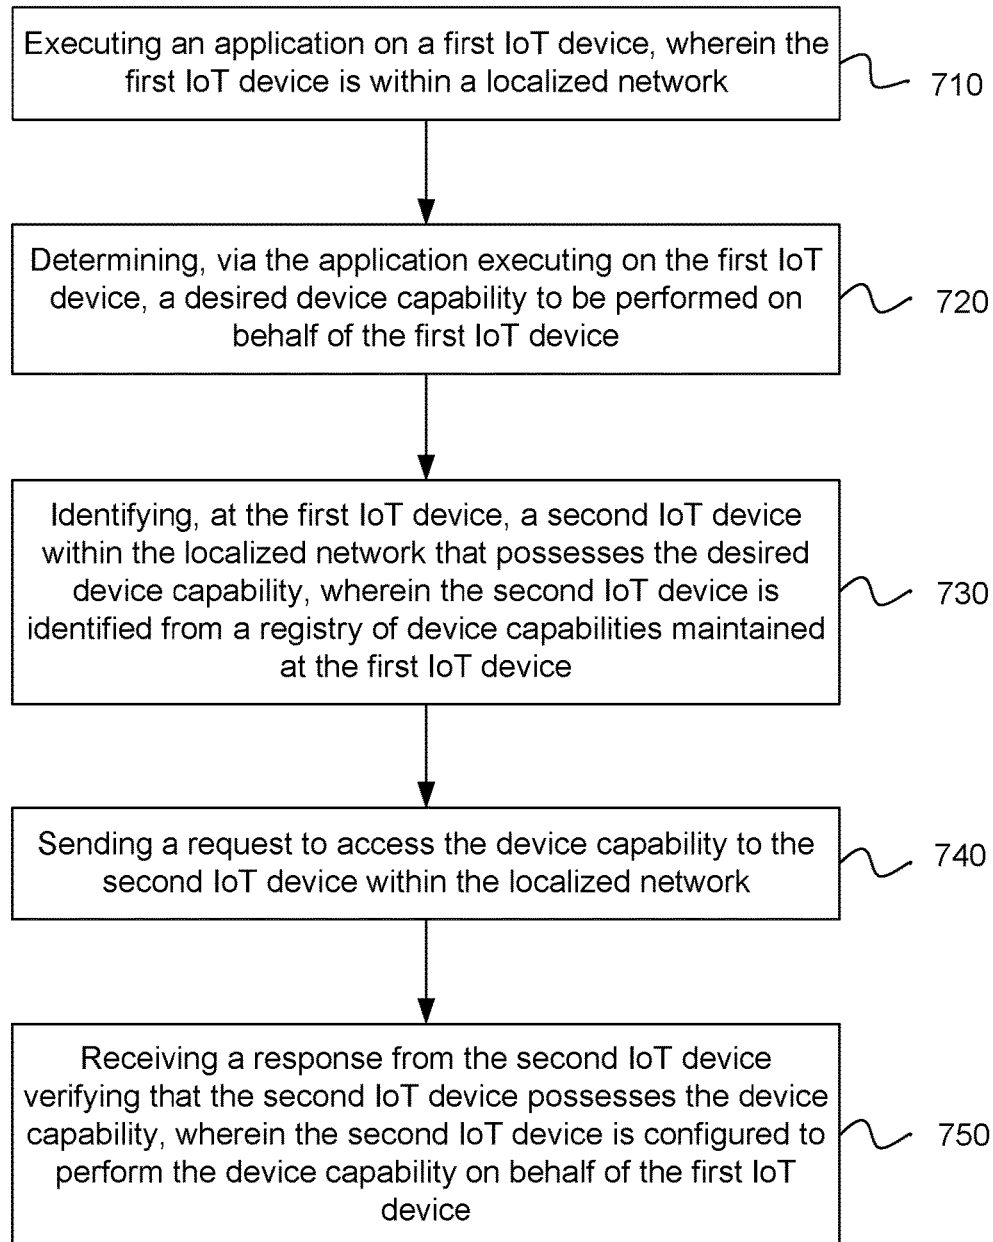 Executing an application on a first IoT device, wherein the
first IoT device is within a localized network
710
Determining, via the application executing on the first IoT
device, a desired device capability to be performed on
behalf of the first IoT device
720
Identifying, at the first IoT device, a second IoT device
within the localized network that possesses the desired
device capability, wherein the second IoT device is
identified from a registry of device capabilities maintained
at the first IoT device
730
Sending a request to access the device capability to the
second IoT device within the localized network
740
Receiving a response from the second IoT device
verifying that the second IoT device possesses the device
capability, wherein the second IoT device is configured to
perform the device capability on behalf of the first IoT
device
750